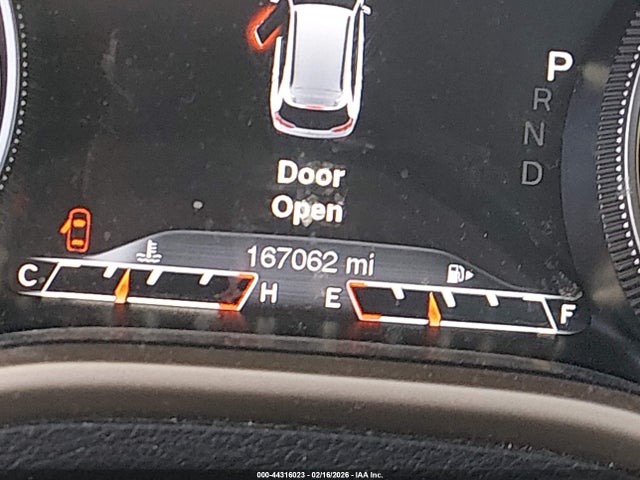 P
R
N
D
Door
Open
167062 mi
C H E F
000-44316023 - 02/16/2026 - IAA Inc.